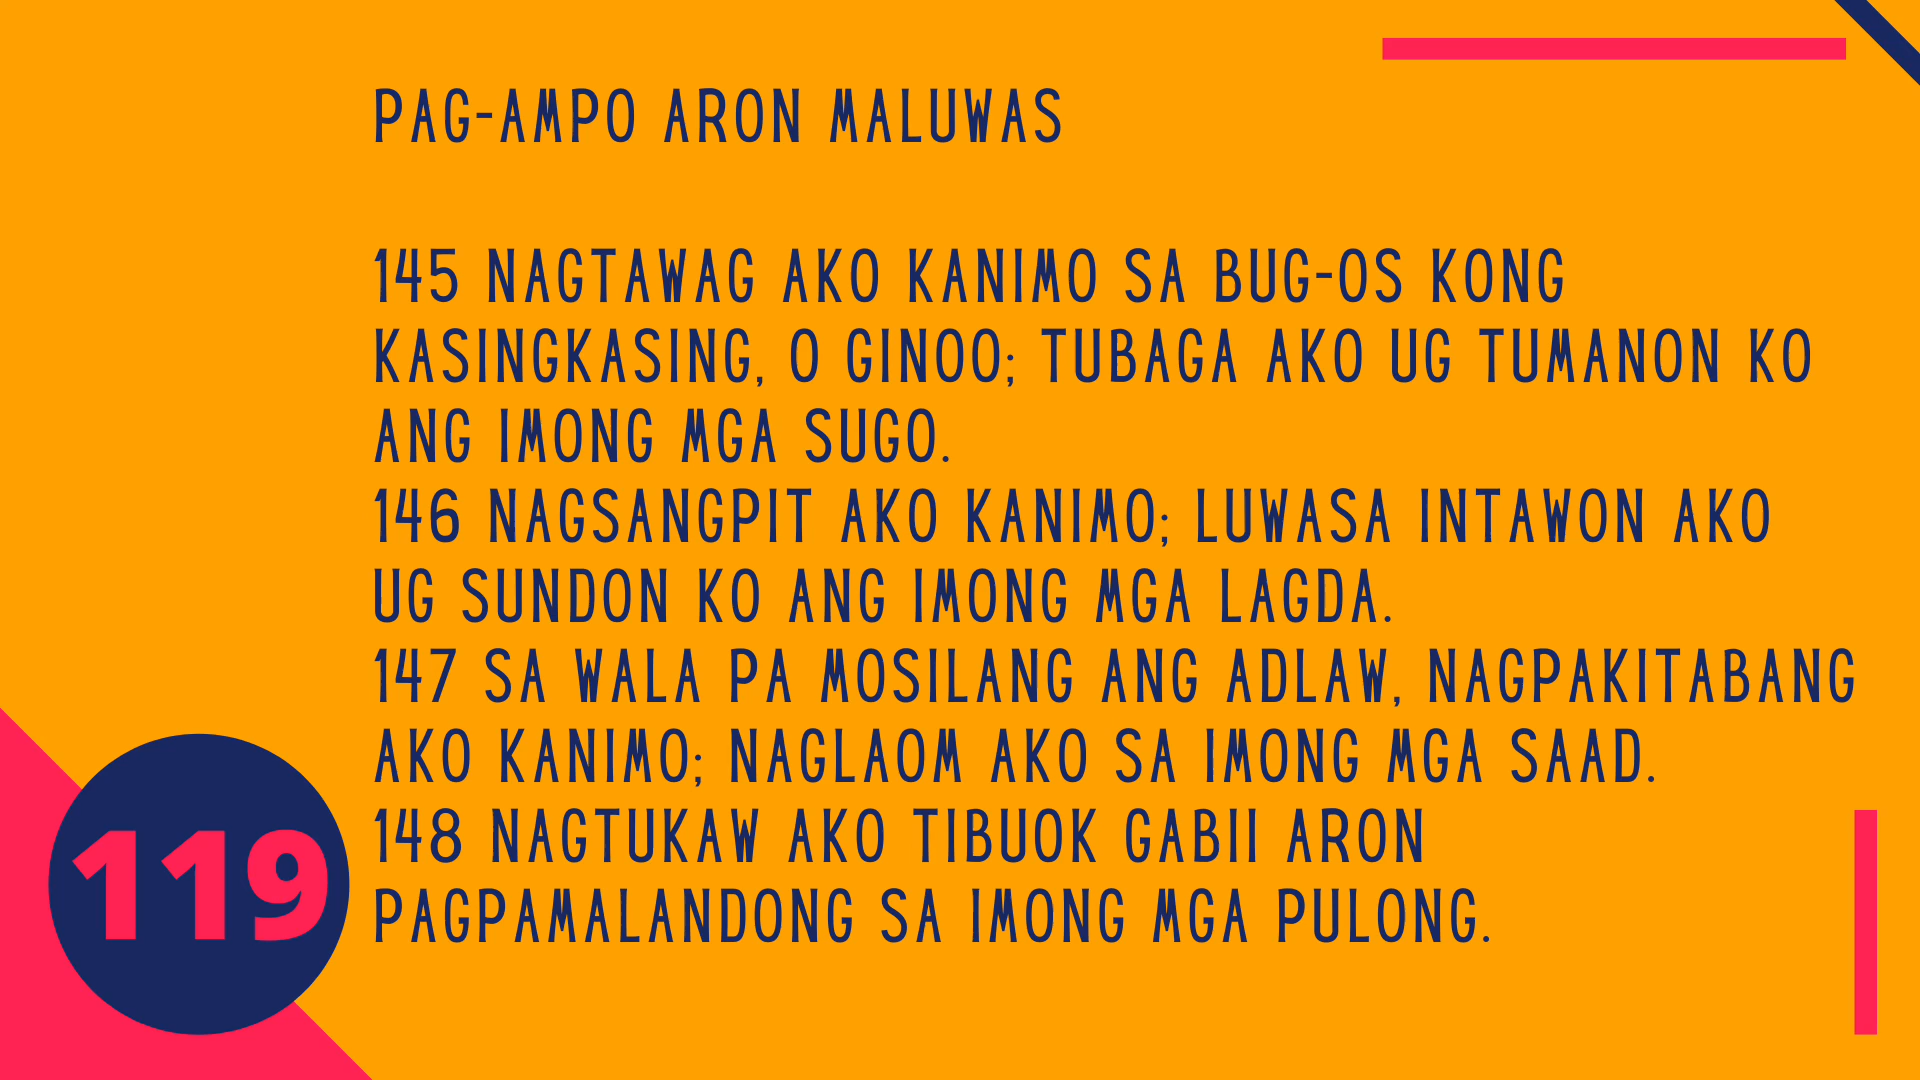 PAG-AMPO ARON MALUWAS
145 NAGTAWAG AKO KANIMO SA BUG-OS KONG
KASINGKASING, O GINOO; TUBAGA AKO UG TUMANON KO
ANG IMONG MGA SUGO.
146 NAGSANGPIT AKO KANIMO; LUWASA INTAWON AKO
UG SUNDON KO ANG IMONG MGA LAGDA.
147 SA WALA PA MOSILANG ANG ADLAW, NAGPAKITABANG
AKO KANIMO; NAGLAOM AKO SA IMONG MGA SAAD.
148 NAGTUKAW AKO TIBUOK GABII ARON
PAGPAMALANDONG SA IMONG MGA PULONG.
119